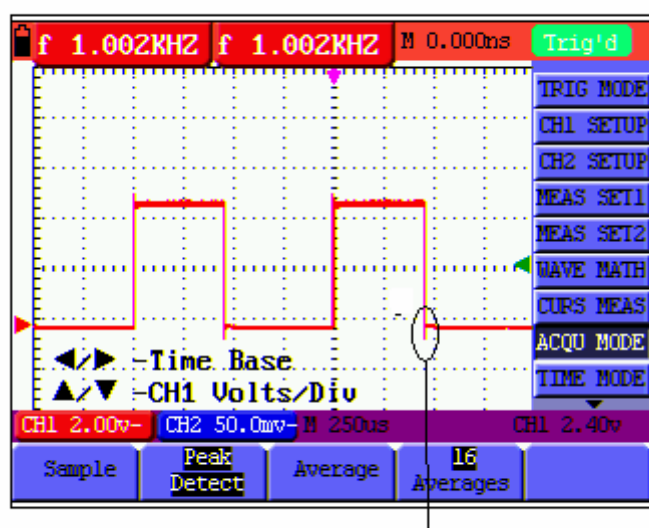 f 1.002KHZ f 1.002KHZ M 0.000ns Trig'd
TRIG MODE
CH1 SETUP
CH2 SETUP
MEAS SET1
MEAS SET2
WAVE MATH
CURS MEAS
ACQU MODE
TIME MODE
◀/▶ -Time Base
▲/▼ -CH1 Volts/Div
CH1 2.00v- CH2 50.0mv- M 250us CH1 2.40v
Sample Peak Detect Average 16 Averages